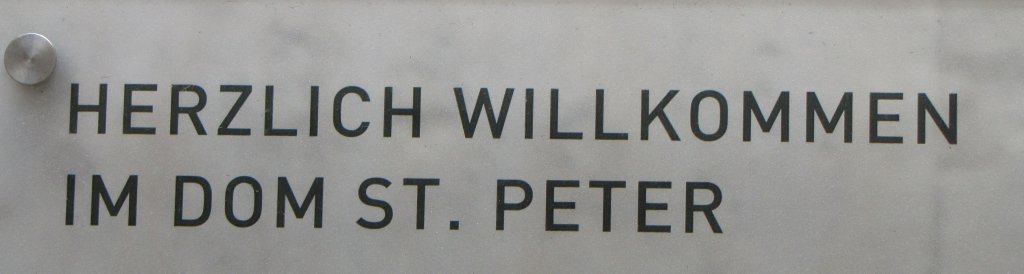 HERZLICH WILLKOMMEN
IM DOM ST. PETER